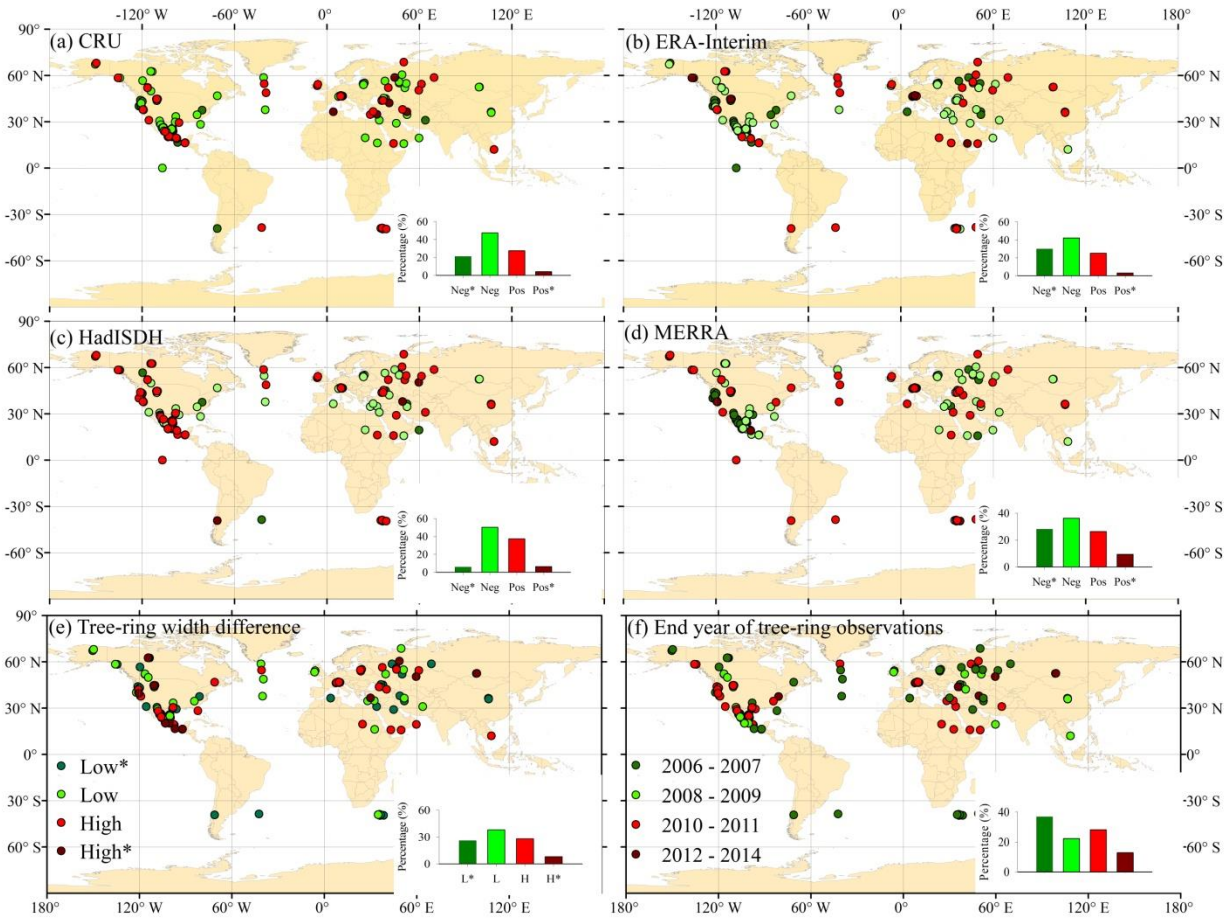 -120° W -60° W 0° 60° E 120° W -60° W 0° 60° E 120° E 180°
90°
(a) CRU
(b) ERA-Interim
60° N
60° N
30° N
30° N
0°
0°
-30° S
-30° S
-60° S
-60° S
Percentage (%)
60
40
20
0
Neg* Neg Pos Pos*
Percentage (%)
60
40
20
0
Neg* Neg Pos Pos*
90°
(c) HadISDH
(d) MERRA
60° N
60° N
30° N
30° N
0°
0°
-30° S
-30° S
-60° S
-60° S
Percentage (%)
60
40
20
0
Neg* Neg Pos Pos*
Percentage (%)
40
20
0
Neg* Neg Pos Pos*
90°
(e) Tree-ring width difference
(f) End year of tree-ring observations
60° N
60° N
30° N
30° N
0°
0°
-30° S
-30° S
-60° S
-60° S
Low*
Low
High
High*
2006 - 2007
2008 - 2009
2010 - 2011
2012 - 2014
Percentage (%)
60
30
0
L* L H H*
Percentage (%)
40
20
0
180° 120° W 60° W 0° 60° E 120° E 180° 120° W 60° W 0° 60° E 120° E 180°